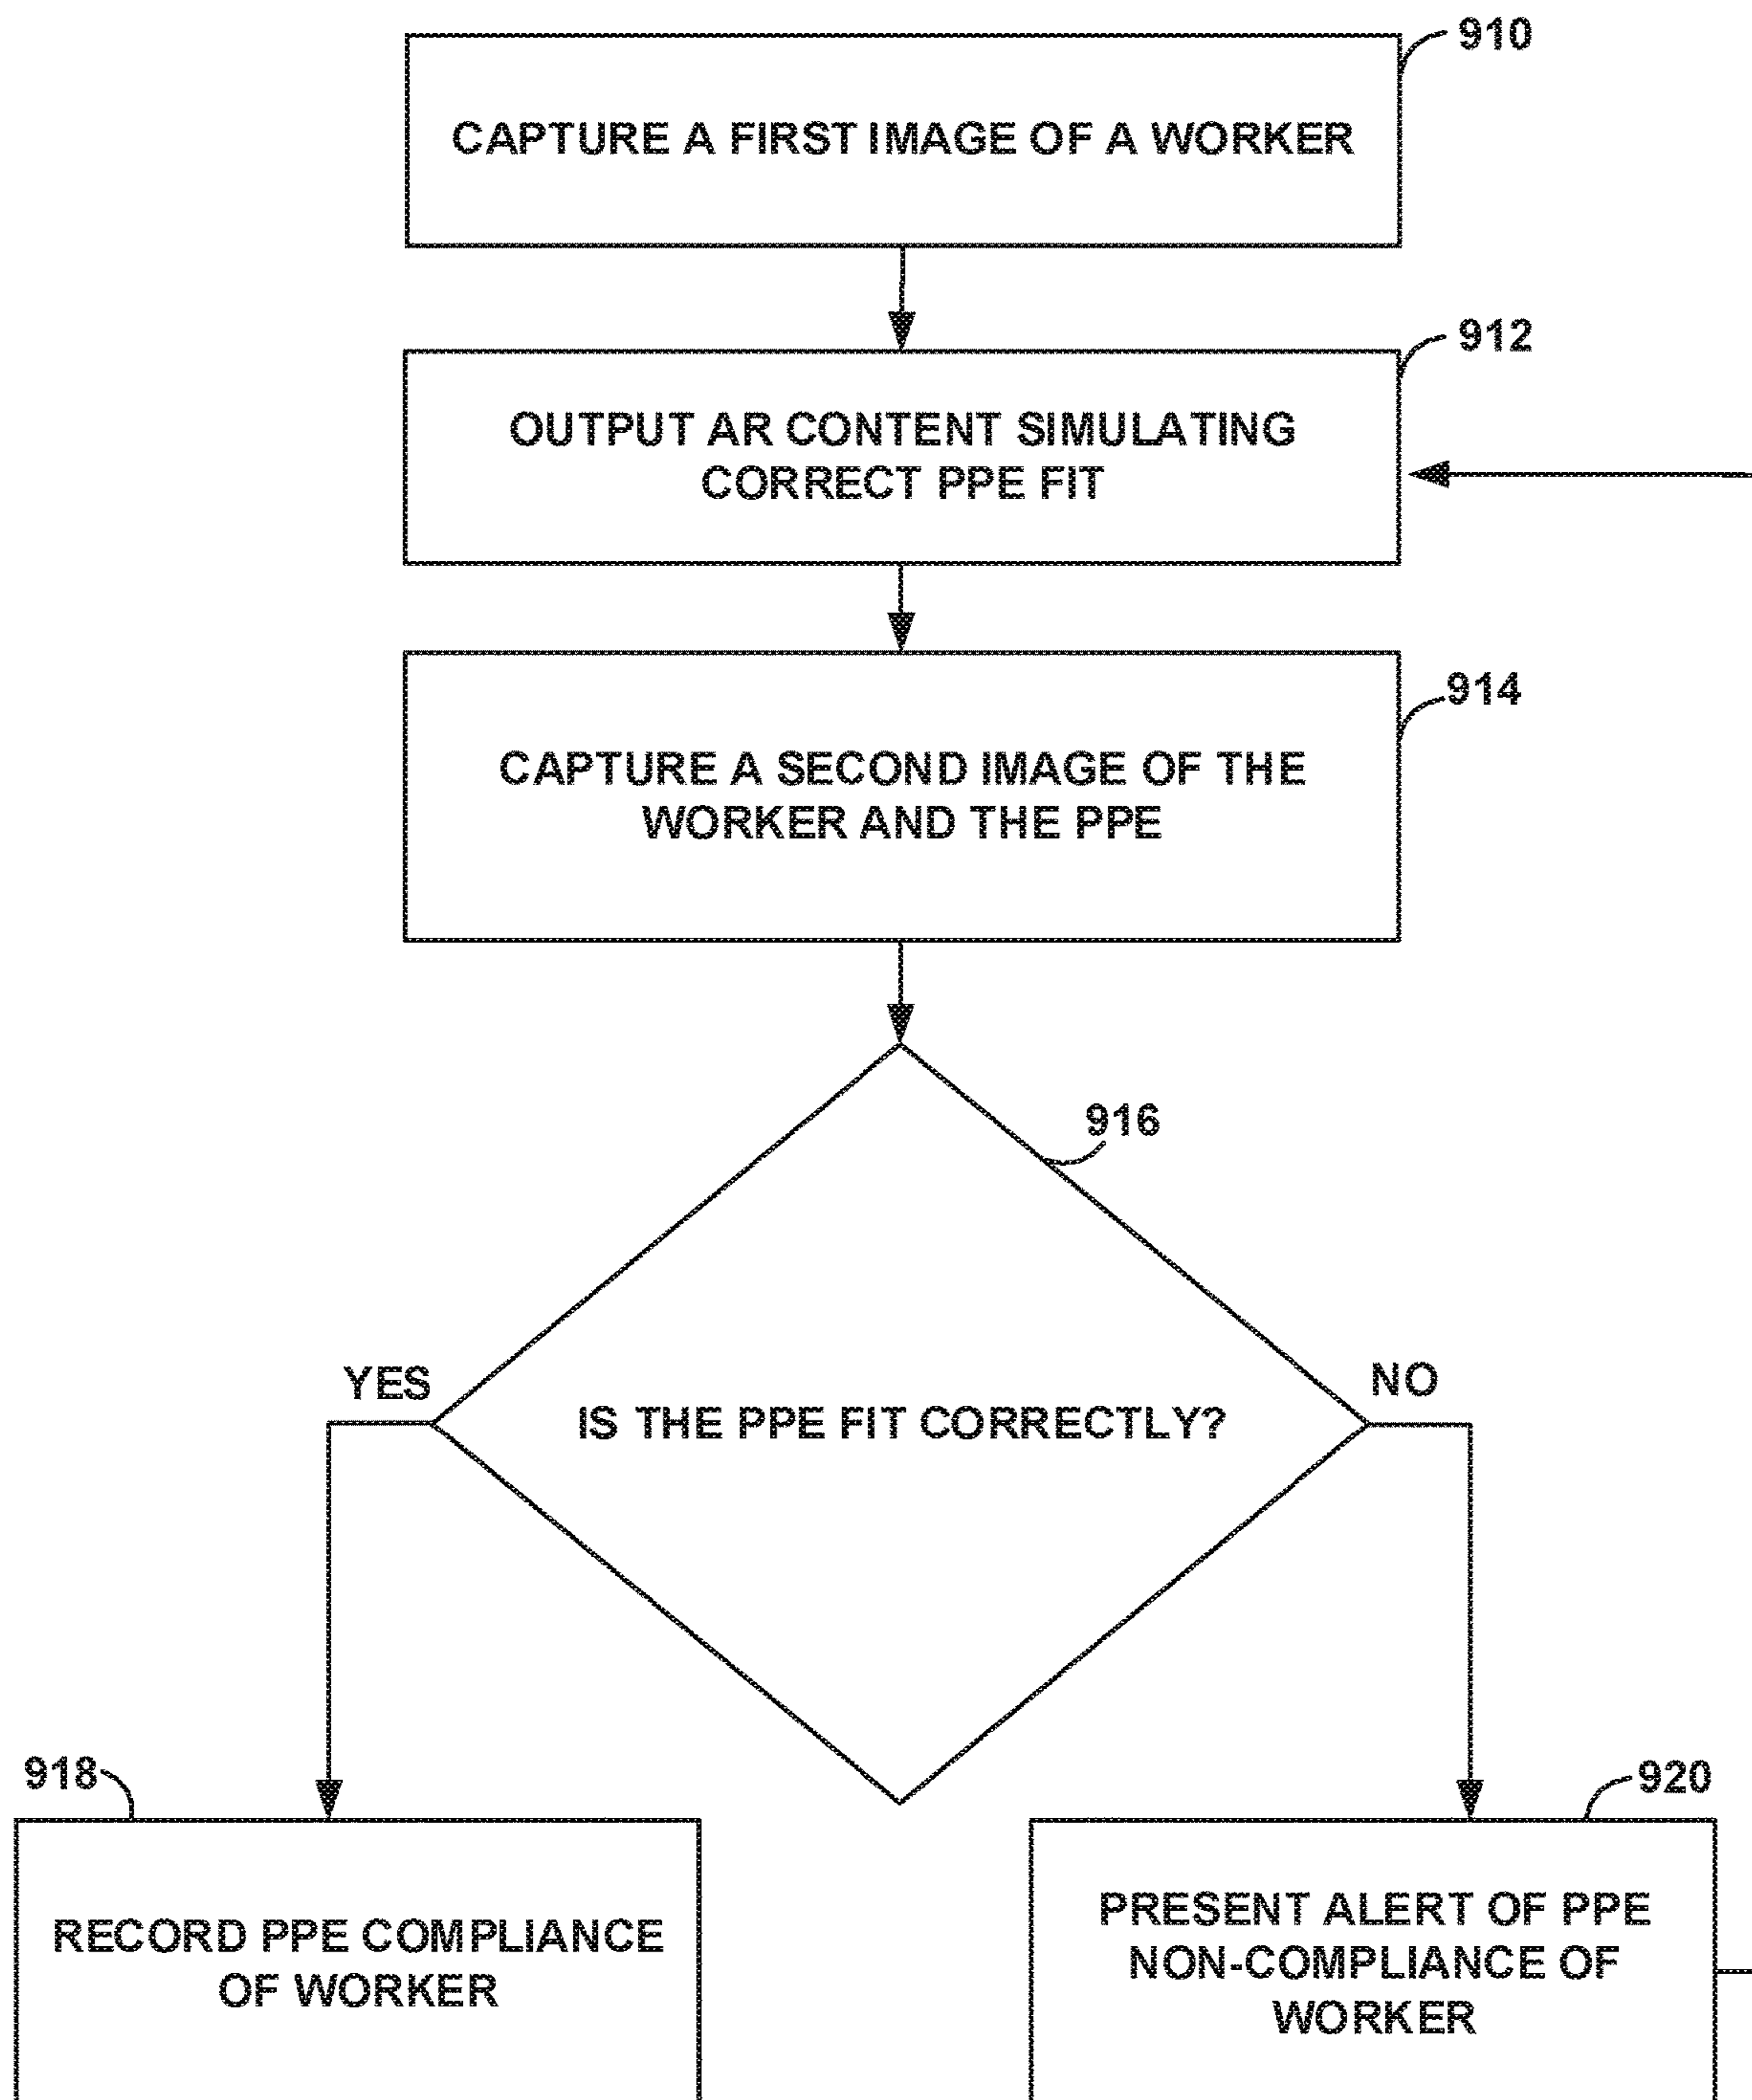 910
CAPTURE A FIRST IMAGE OF A WORKER
912
OUTPUT AR CONTENT SIMULATING
CORRECT PPE FIT
914
CAPTURE A SECOND IMAGE OF THE
WORKER AND THE PPE
916
YES
NO
IS THE PPE FIT CORRECTLY?
918
920
RECORD PPE COMPLIANCE
OF WORKER
PRESENT ALERT OF PPE
NON-COMPLIANCE OF
WORKER